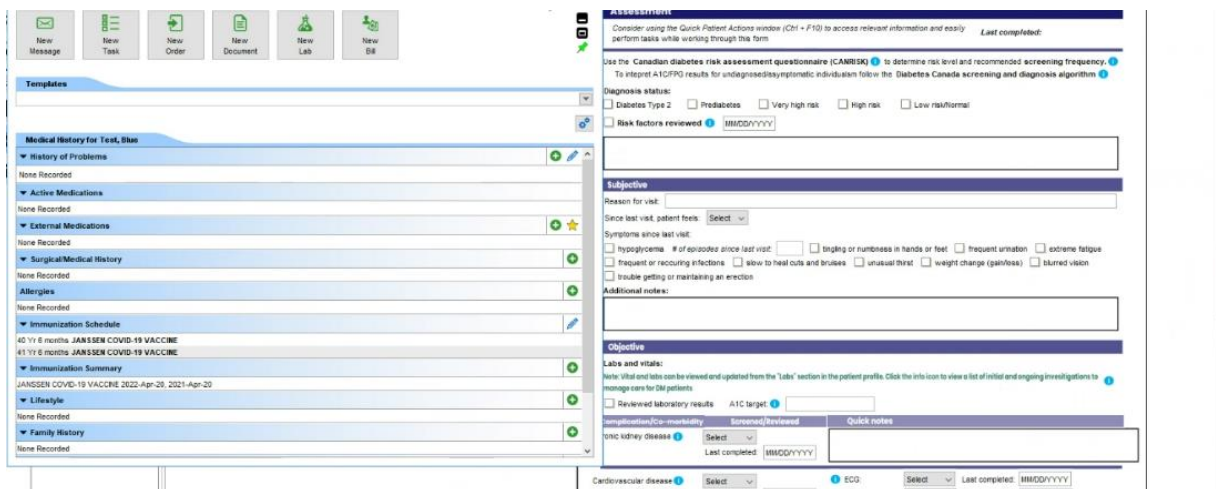 New Message
New Task
New Order
New Document
New Lab
New Bill
Templates
Medical History for Test, Blue
History of Problems
None Recorded
Active Medications
None Recorded
External Medications
None Recorded
Surgical/Medical History
None Recorded
Allergies
None Recorded
Immunization Schedule
40 Yr 6 months JANSSEN COVID-19 VACCINE
41 Yr 6 months JANSSEN COVID-19 VACCINE
Immunization Summary
JANSSEN COVID-19 VACCINE 2022-Apr-20, 2021-Apr-20
Lifestyle
None Recorded
Family History
None Recorded
Assessment
Consider using the Quick Patient Actions window (Ctrl + F10) to access relevant information and easily
perform tasks while working through this form
Last completed:
Use the Canadian diabetes risk assessment questionnaire (CANRISK) to determine risk level and recommended screening frequency.
To intepret A1C/FPG results for undiagnosed/asymptomatic individualsm follow the Diabetes Canada screening and diagnosis algorithm
Diagnosis status:
Diabetes Type 2 Prediabetes Very high risk High risk Low risk/Normal
Risk factors reviewed MM/DD/YYYY
Subjective
Reason for visit:
Since last visit, patient feels: Select
Symptoms since last visit:
hypoglycema # of episodes since last visit: tingling or numbness in hands or feet frequent urination extreme fatigue
frequent or reccuring infections slow to heal cuts and bruises unusual thirst weight change (gain/loss) blurred vision
trouble getting or maintaining an erection
Additional notes:
Objective
Labs and vitals:
Note: Vital and labs can be viewed and updated from the "Labs" section in the patient profile. Click the info icon to view a list of initial and ongoing investigations to
manage care for DM patients.
Reviewed laboratory results A1C target:
omplication/Co-morbidity Screened/Reviewed Quick notes
ronic kidney disease Select
Last completed: MM/DD/YYYY
Cardiovascular disease Select ECG: Select Last completed: MM/DD/YYYY